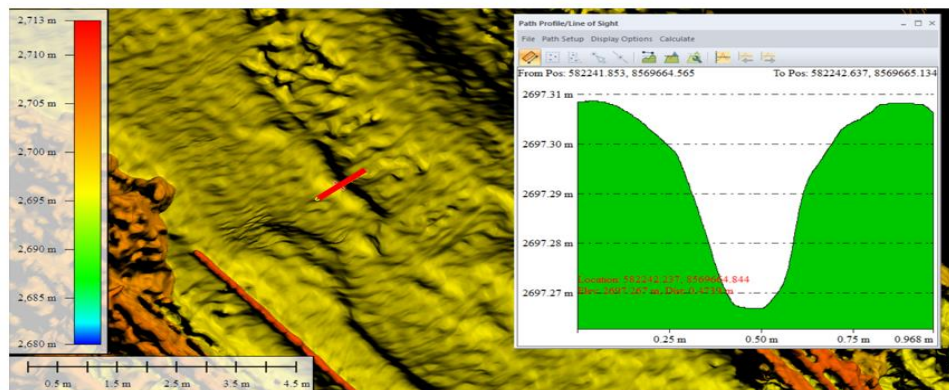 2,713 m
2,710 m
2,705 m
2,700 m
2,695 m
2,690 m
2,685 m
2,680 m
0.5 m 1.5 m 2.5 m 3.5 m 4.5 m
Path Profile/Line of Sight
File Path Setup Display Options Calculate
From Pos: 582241.853, 8569664.565 To Pos: 582242.637, 8569665.134
2697.31 m
2697.30 m
2697.29 m
2697.28 m
2697.27 m
Location: 582242.237, 8569664.844
0.25 m 0.50 m 0.75 m 0.968 m